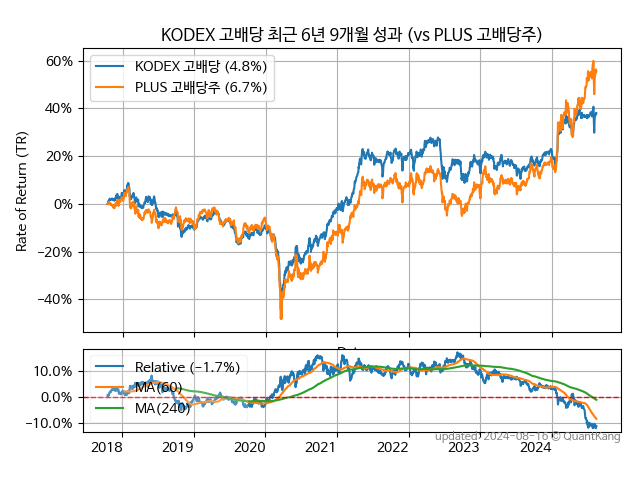 KODEX 고배당 최근 6년 9개월 성과 (vs PLUS 고배당주)
KODEX 고배당 (4.8%)
PLUS 고배당주 (6.7%)
Rate of Return (TR)
60%
40%
20%
0%
−20%
−40%
Relative (−1.7%)
MA(60)
MA(240)
10.0%
0.0%
−10.0%
2018
2019
2020
2021
2022
2023
2024
updated: 2024-08-16 © QuantKang